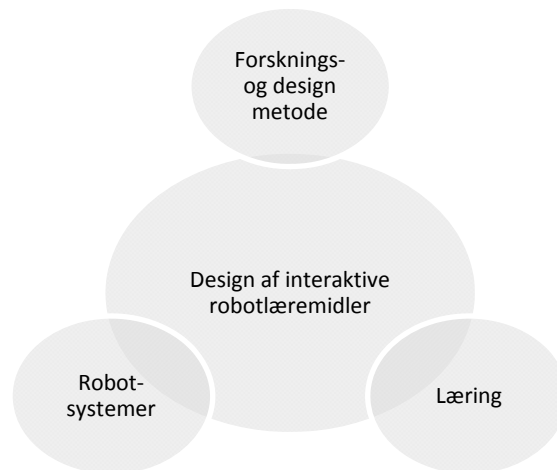 Forsknings-
og design
metode
Design af interaktive
robotlæremidler
Robot-
systemer
Læring